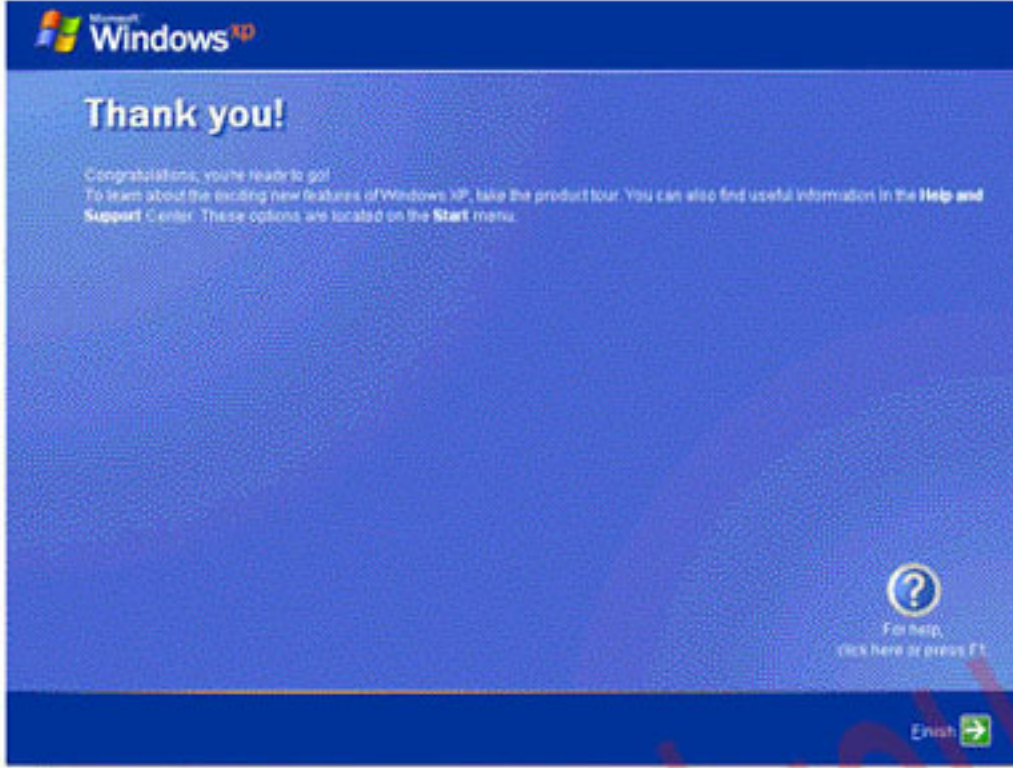 Microsoft
Windows xp
Thank you!
Congratulations, you're ready to go!
To learn about the exciting new features of Windows XP, take the product tour. You can also find useful information in the Help and
Support Center. These options are located on the Start menu.
For help,
click here or press F1.
Finish